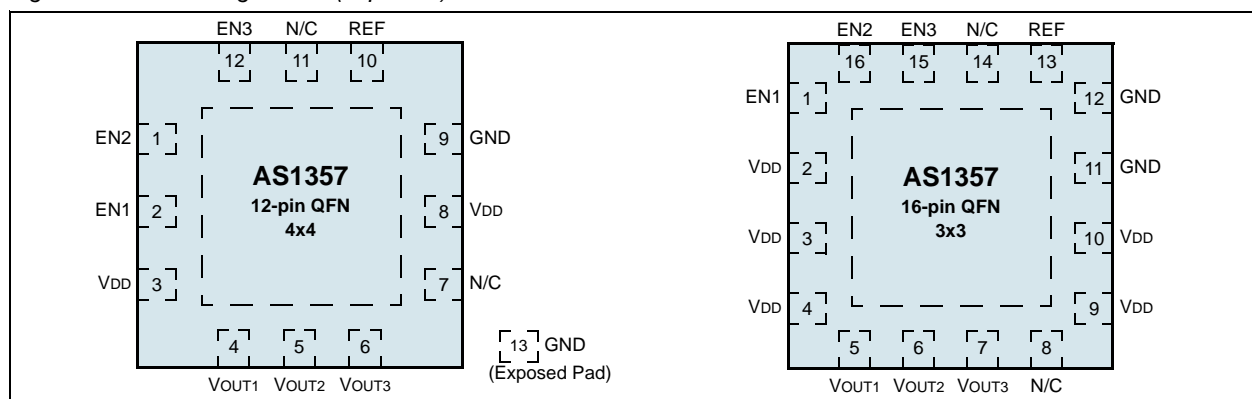 EN3 N/C REF
12 11 10
EN2 1
EN1 2
VDD 3
AS1357
12-pin QFN
4x4
9 GND
8 VDD
7 N/C
4 5 6
VOUT1 VOUT2 VOUT3
13 GND
(Exposed Pad)
EN2 EN3 N/C REF
16 15 14 13
EN1 1
VDD 2
VDD 3
VDD 4
AS1357
16-pin QFN
3x3
12 GND
11 GND
10 VDD
9 VDD
5 6 7 8
VOUT1 VOUT2 VOUT3 N/C